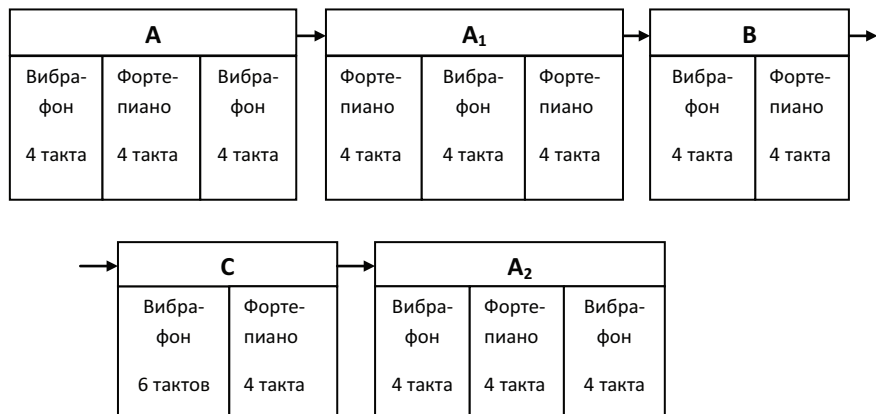 A
Вибра-
фон
4 такта
Форте-
пиано
4 такта
Вибра-
фон
4 такта
A₁
Форте-
пиано
4 такта
Вибра-
фон
4 такта
Форте-
пиано
4 такта
B
Вибра-
фон
4 такта
Форте-
пиано
4 такта
C
Вибра-
фон
6 тактов
Форте-
пиано
4 такта
A₂
Вибра-
фон
4 такта
Форте-
пиано
4 такта
Вибра-
фон
4 такта